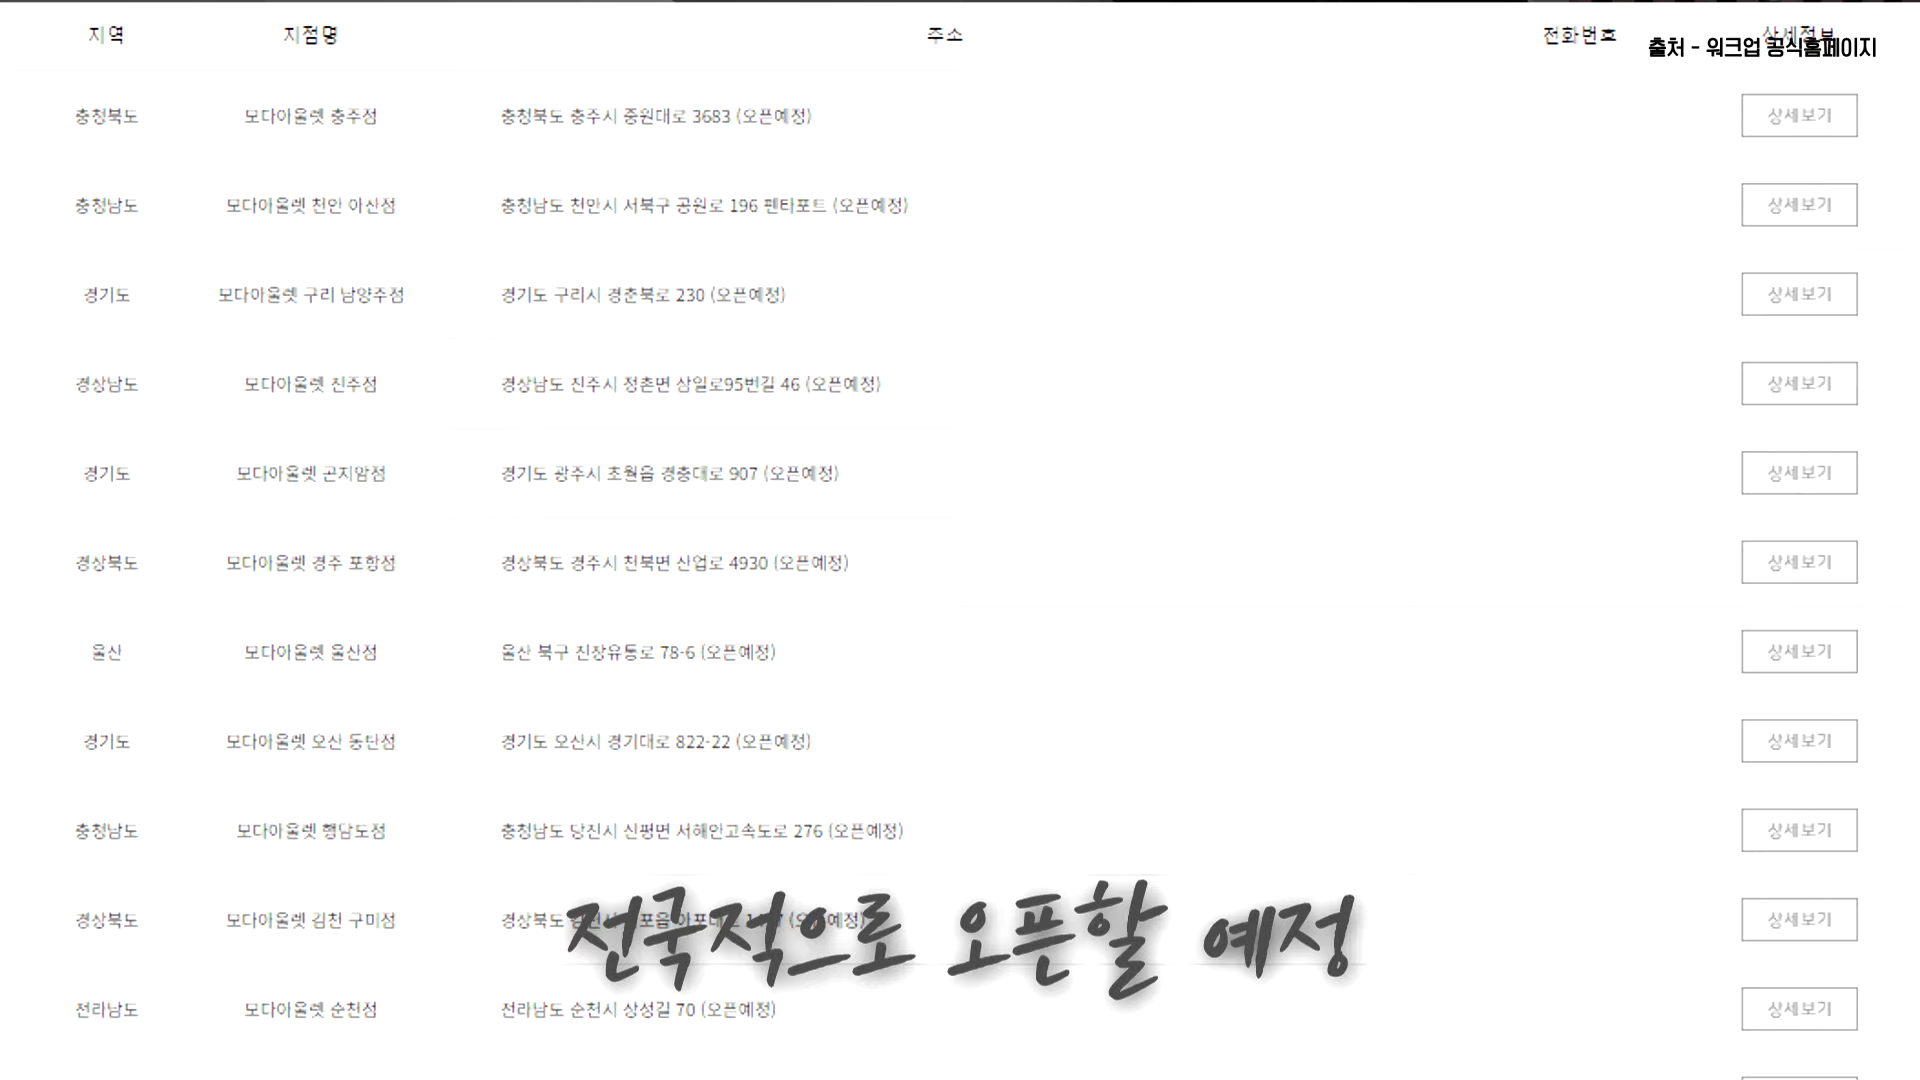 지역 지점명 주소 전화번호 상세정보
출처 - 워크업 공식홈페이지
충청북도 모다아울렛 충주점 충청북도 충주시 중원대로 3683 (오픈예정) 상세보기
충청남도 모다아울렛 천안 아산점 충청남도 천안시 서북구 공원로 196 펜타포트 (오픈예정) 상세보기
경기도 모다아울렛 구리 남양주점 경기도 구리시 경춘북로 230 (오픈예정) 상세보기
경상남도 모다아울렛 진주점 경상남도 진주시 정촌면 삼일로95번길 46 (오픈예정) 상세보기
경기도 모다아울렛 곤지암점 경기도 광주시 초월읍 경충대로 907 (오픈예정) 상세보기
경상북도 모다아울렛 경주 포항점 경상북도 경주시 천북면 산업로 4930 (오픈예정) 상세보기
울산 모다아울렛 울산점 울산 북구 진장유통로 78-6 (오픈예정) 상세보기
경기도 모다아울렛 오산 동탄점 경기도 오산시 경기대로 822-22 (오픈예정) 상세보기
충청남도 모다아울렛 행담도점 충청남도 당진시 신평면 서해안고속도로 276 (오픈예정) 상세보기
경상북도 모다아울렛 김천 구미점 경상북도 (오픈예정) 상세보기
전국적으로 오픈할 예정
전라남도 모다아울렛 순천점 전라남도 순천시 상성길 70 (오픈예정) 상세보기